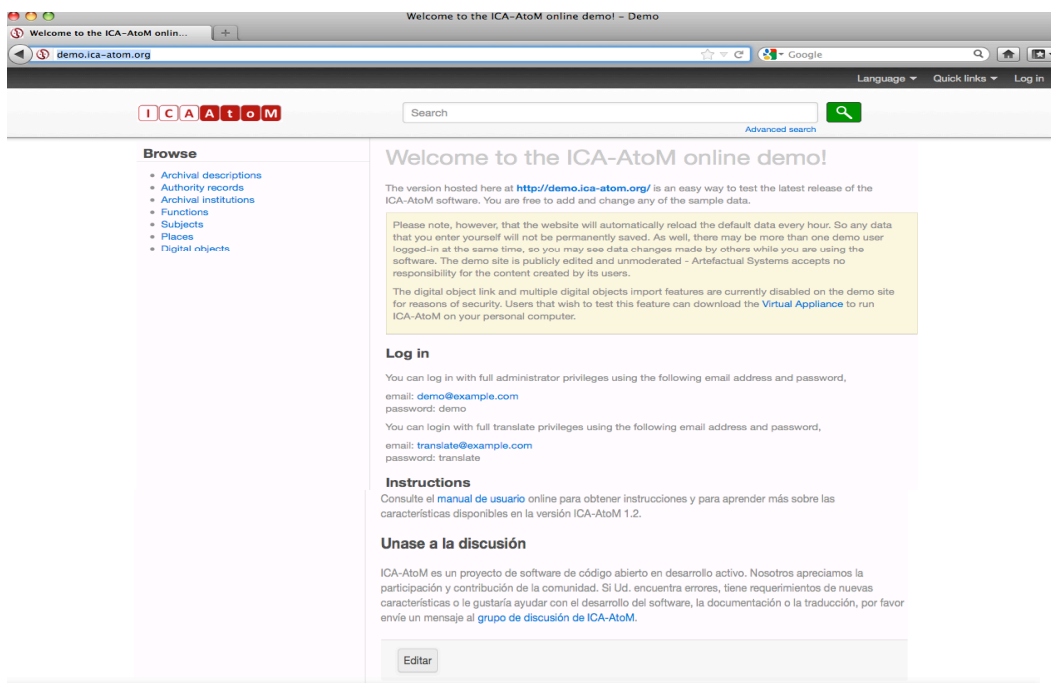 Welcome to the ICA-AtoM online demo! – Demo
Welcome to the ICA-AtoM onlin...
demo.ica-atom.org
Google
Language
Quick links
Log in
ICAAtoM
Search
Advanced search
Browse
Archival descriptions
Authority records
Archival institutions
Functions
Subjects
Places
Digital objects
Welcome to the ICA-AtoM online demo!
The version hosted here at http://demo.ica-atom.org/ is an easy way to test the latest release of the
ICA-AtoM software. You are free to add and change any of the sample data.
Please note, however, that the website will automatically reload the default data every hour. So any data
that you enter yourself will not be permanently saved. As well, there may be more than one demo user
logged-in at the same time, so you may see data changes made by others while you are using the
software. The demo site is publicly edited and unmoderated - Artefactual Systems accepts no
responsibility for the content created by its users.
The digital object link and multiple digital objects import features are currently disabled on the demo site
for reasons of security. Users that wish to test this feature can download the Virtual Appliance to run
ICA-AtoM on your personal computer.
Log in
You can log in with full administrator privileges using the following email address and password,
email: demo@example.com
password: demo
You can login with full translate privileges using the following email address and password,
email: translate@example.com
password: translate
Instructions
Consulte el manual de usuario online para obtener instrucciones y para aprender más sobre las
características disponibles en la versión ICA-AtoM 1.2.
Unase a la discusión
ICA-AtoM es un proyecto de software de código abierto en desarrollo activo. Nosotros apreciamos la
participación y contribución de la comunidad. Si Ud. encuentra errores, tiene requerimientos de nuevas
características o le gustaría ayudar con el desarrollo del software, la documentación o la traducción, por favor
envíe un mensaje al grupo de discusión de ICA-AtoM.
Editar